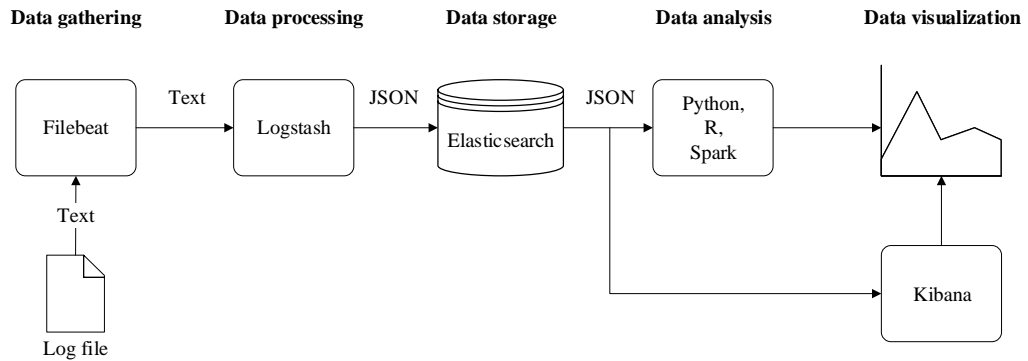 Data gathering
Data processing
Data storage
Data analysis
Data visualization
Filebeat
Text
Logstash
JSON
Elasticsearch
JSON
Python,
R,
Spark
Text
Log file
Kibana